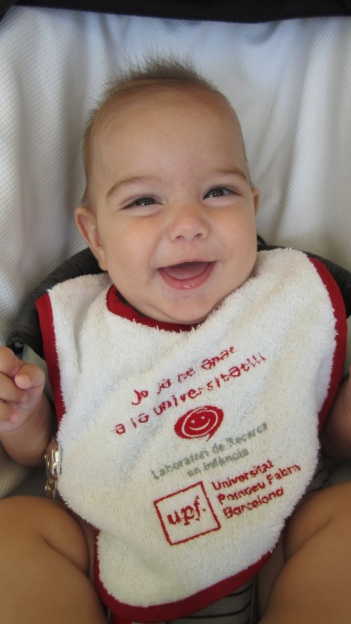 Jo ja he anat
a la universitat!!!
Laboratori de Recerca
en Infància
upf.
Universitat
Pompeu Fabra
Barcelona